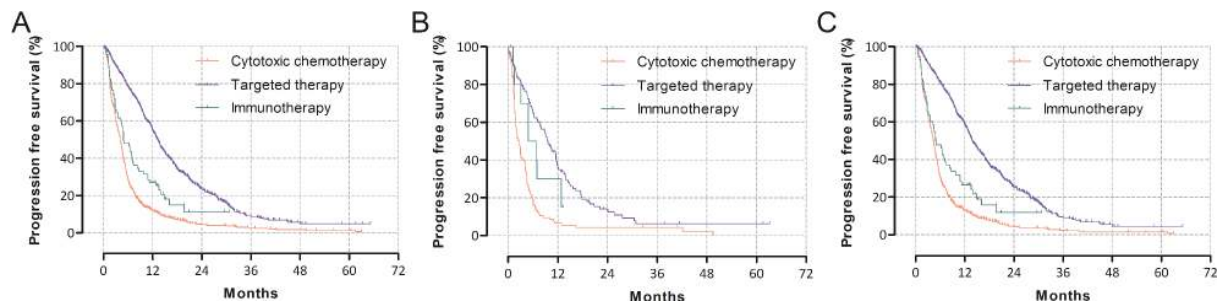 A
Progression free survival (%)
100
80
60
40
20
0
Cytotoxic chemotherapy
Targeted therapy
Immunotherapy
0 12 24 36 48 60 72
Months
B
Progression free survival (%)
100
80
60
40
20
0
Cytotoxic chemotherapy
Targeted therapy
Immunotherapy
0 12 24 36 48 60 72
Months
C
Progression free survival (%)
100
80
60
40
20
0
Cytotoxic chemotherapy
Targeted therapy
Immunotherapy
0 12 24 36 48 60 72
Months